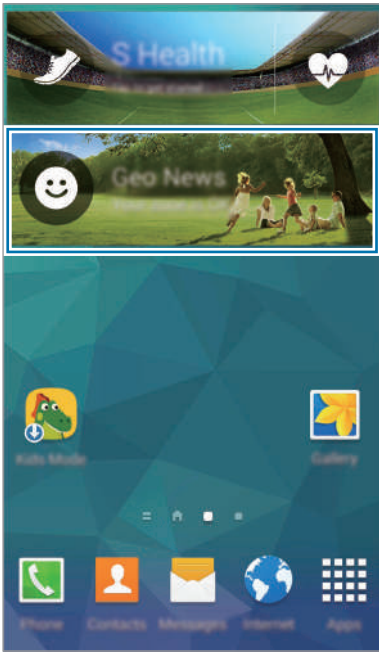 S Health
Geo News
Kids Mode
Gallery
Phone
Contacts
Messages
Internet
Apps